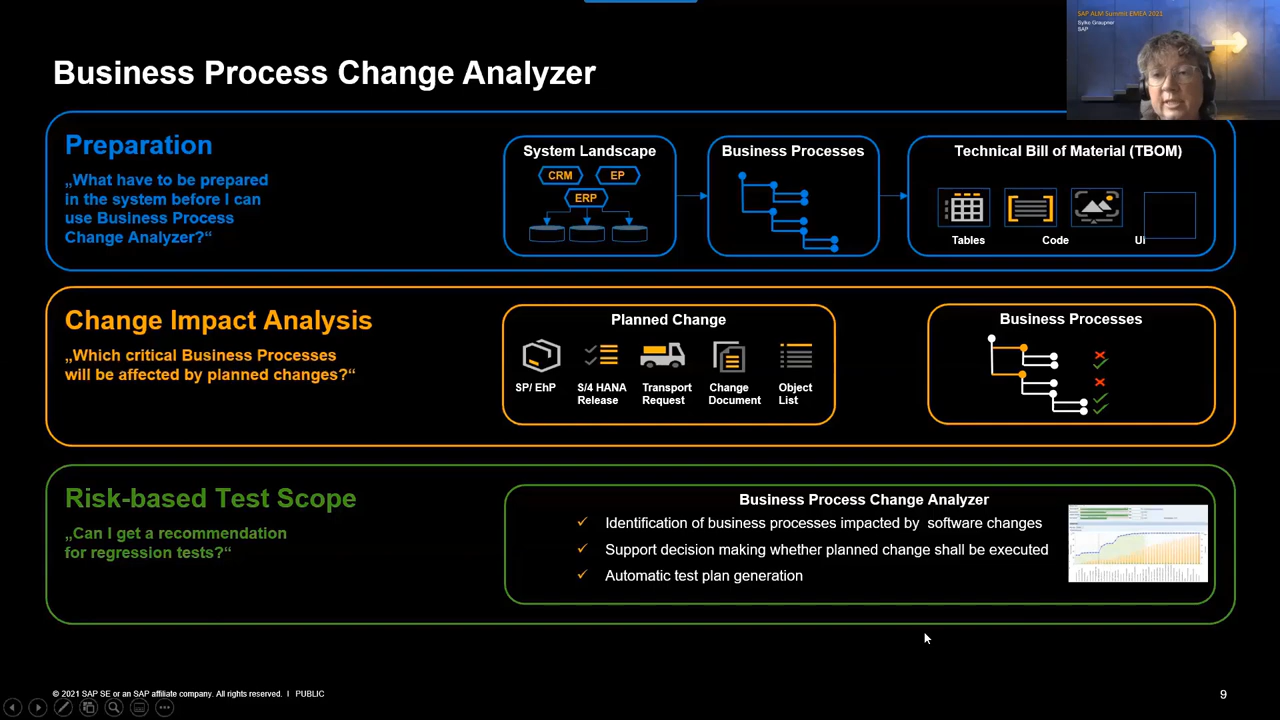 SAP ALM Summit EMEA 2021
Sylke Graupner
SAP
Business Process Change Analyzer
Preparation
„What have to be prepared
in the system before I can
use Business Process
Change Analyzer?“
System Landscape
CRM
EP
ERP
Business Processes
Technical Bill of Material (TBOM)
Tables
Code
UI
Change Impact Analysis
„Which critical Business Processes
will be affected by planned changes?“
Planned Change
SP/ EhP
S/4 HANA
Release
Transport
Request
Change
Document
Object
List
Business Processes
Risk-based Test Scope
„Can I get a recommendation
for regression tests?“
Business Process Change Analyzer
Identification of business processes impacted by software changes
Support decision making whether planned change shall be executed
Automatic test plan generation
© 2021 SAP SE or an SAP affiliate company. All rights reserved. I PUBLIC
9